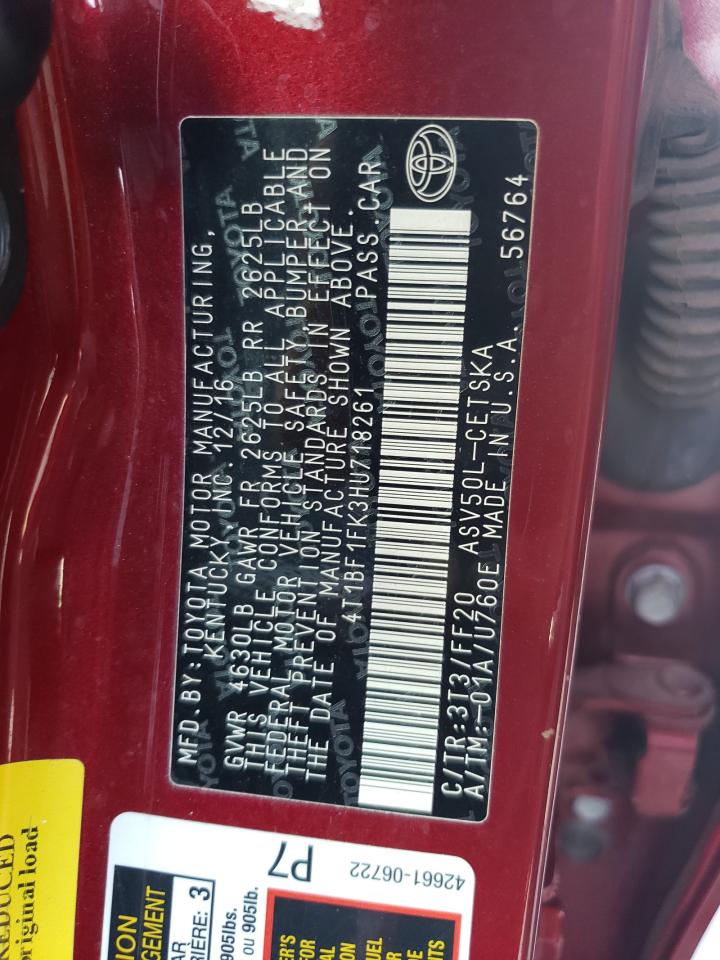 MFD.BY:TOYOTA MOTOR MANUFACTURING,
KENTUCKY,INC. 12/16
GVWR 4630LB GAWR FR 2625LB RR 2625LB
THIS VEHICLE CONFORMS TO ALL APPLICABLE
FEDERAL MOTOR VEHICLE SAFETY,BUMPER,AND
THEFT PREVENTION STANDARDS IN EFFECT ON
THE DATE OF MANUFACTURE SHOWN ABOVE.
4T1BF1FK3HU718261 PASS.CAR
C/TR:3T3/FF20 ASV50L-CETSKA
A/TM:-01A/U760E MADE IN U.S.A. 56764
REDUCED
original load
P7
42661-06722
GEMENT
RIÈRE: 3
905lbs.
ou 905lb.